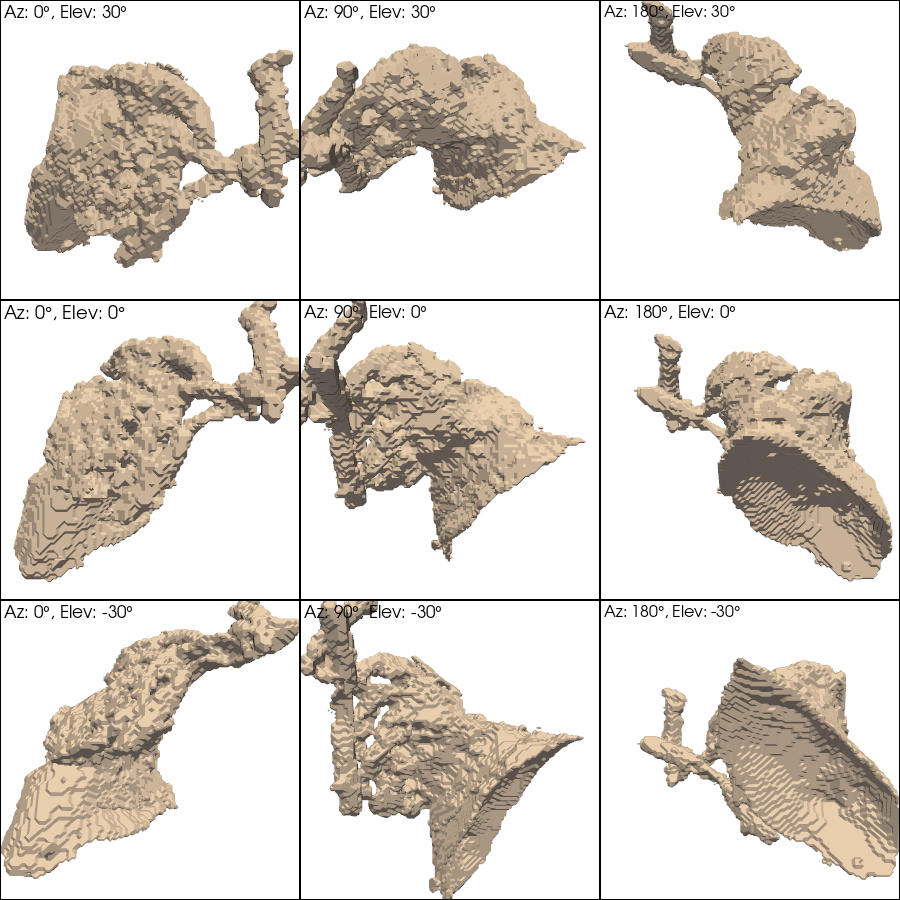 Az: 0°, Elev: 30°
Az: 90°, Elev: 30°
Az: 180°, Elev: 30°
Az: 0°, Elev: 0°
Az: 90°, Elev: 0°
Az: 180°, Elev: 0°
Az: 0°, Elev: -30°
Az: 90°, Elev: -30°
Az: 180°, Elev: -30°